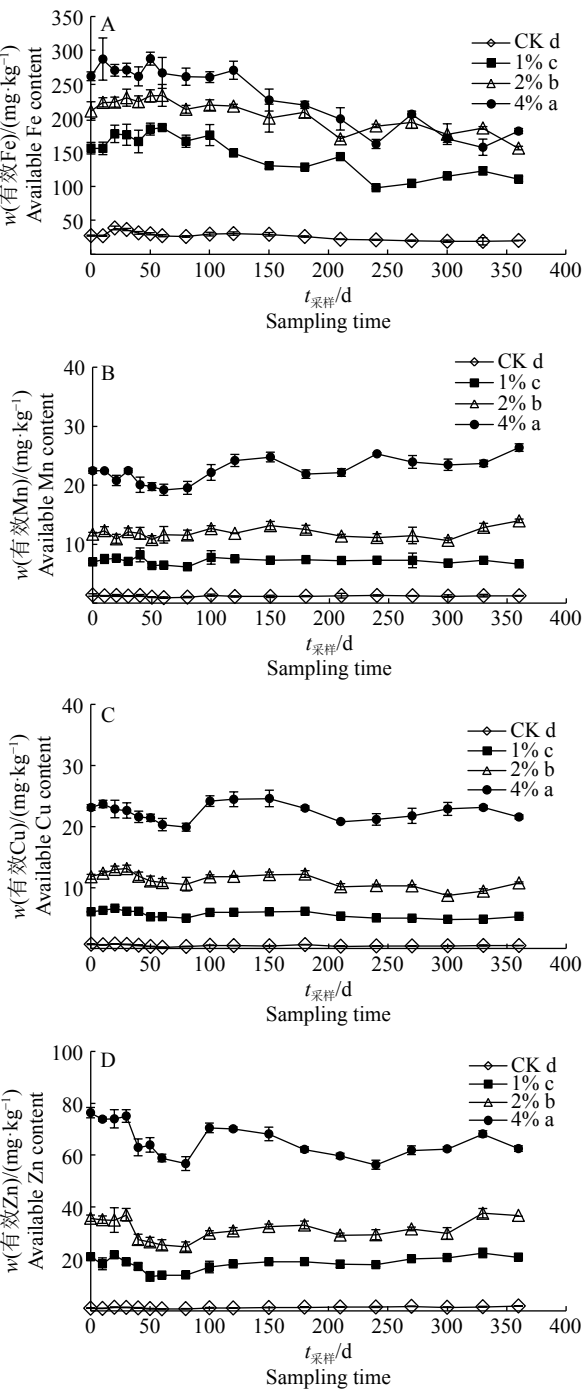 A
CK d
1% c
2% b
4% a
w(有效Fe)/(mg·kg⁻¹)
Available Fe content
350
300
250
200
150
100
50
0 50 100 150 200 250 300 350 400
t采样/d
Sampling time
B
CK d
1% c
2% b
4% a
w(有效Mn)/(mg·kg⁻¹)
Available Mn content
40
30
20
10
0 50 100 150 200 250 300 350 400
t采样/d
Sampling time
C
CK d
1% c
2% b
4% a
w(有效Cu)/(mg·kg⁻¹)
Available Cu content
40
30
20
10
0 50 100 150 200 250 300 350 400
t采样/d
Sampling time
D
CK d
1% c
2% b
4% a
w(有效Zn)/(mg·kg⁻¹)
Available Zn content
100
80
60
40
20
0 50 100 150 200 250 300 350 400
t采样/d
Sampling time